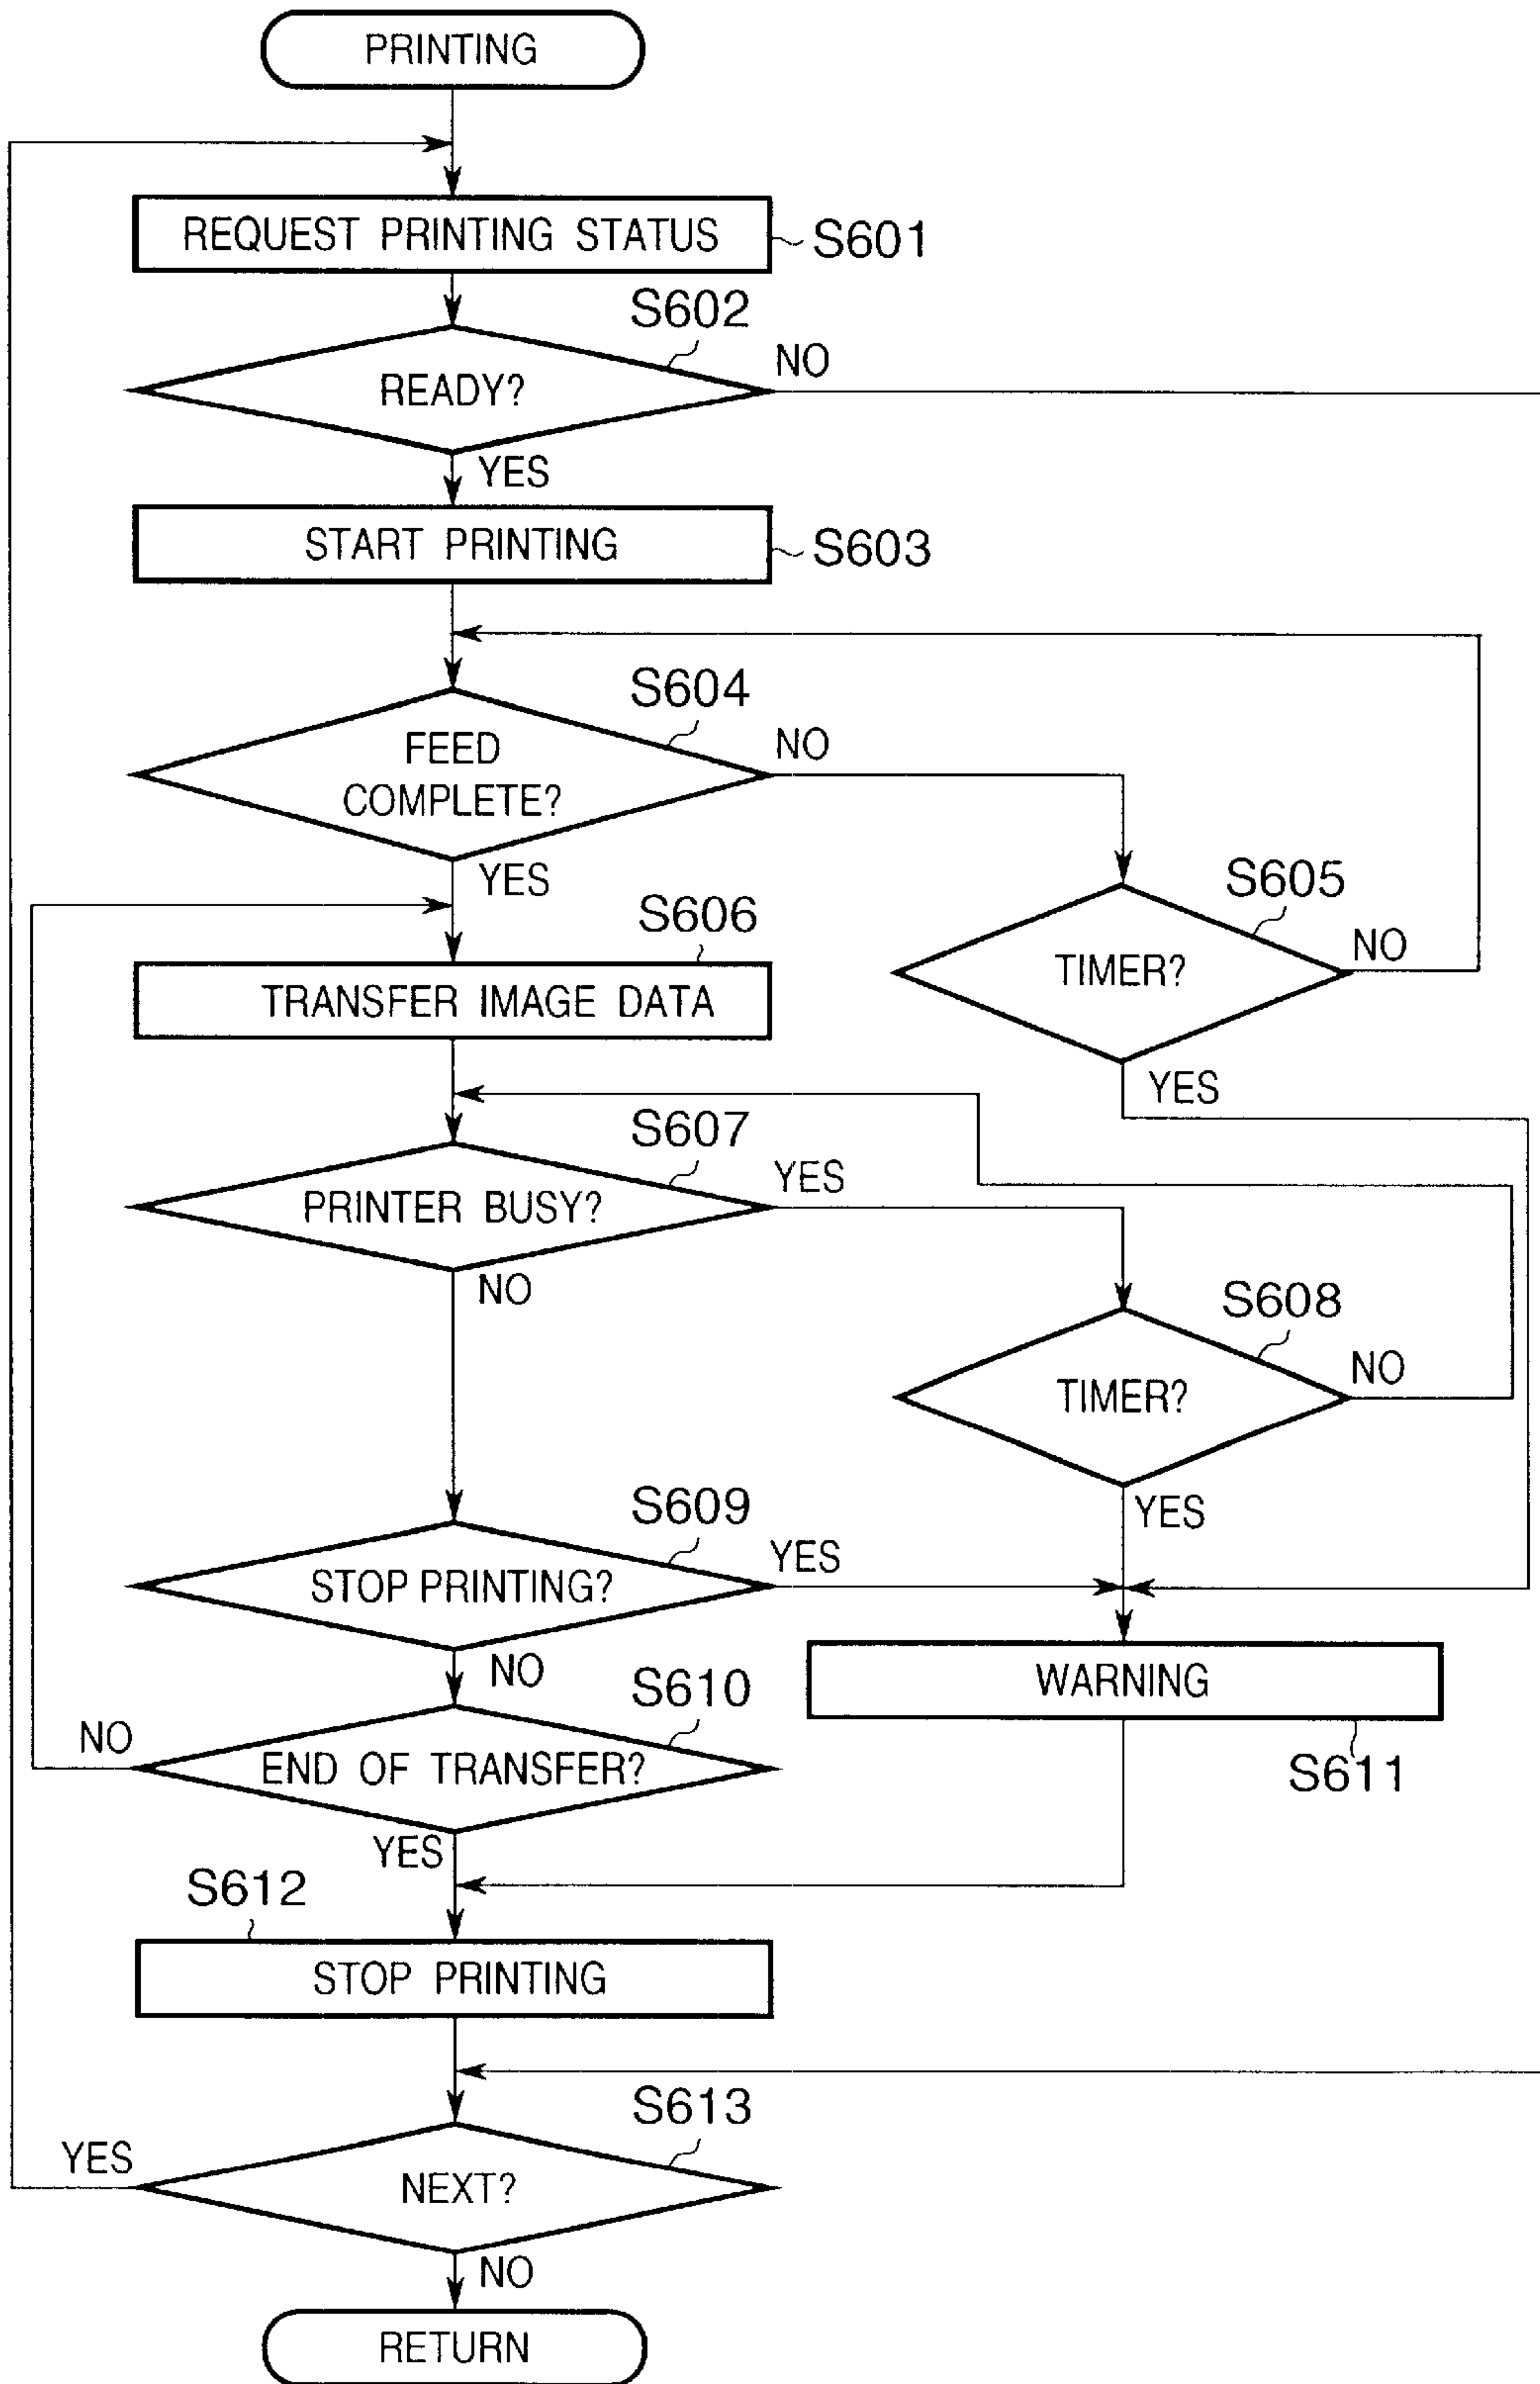 PRINTING
REQUEST PRINTING STATUS
S601
S602
READY?
NO
YES
START PRINTING
S603
S604
FEED
COMPLETE?
NO
YES
S605
TIMER?
NO
YES
S606
TRANSFER IMAGE DATA
S607
PRINTER BUSY?
YES
NO
S608
TIMER?
NO
YES
S609
STOP PRINTING?
YES
NO
WARNING
S611
S610
END OF TRANSFER?
NO
YES
S612
STOP PRINTING
S613
NEXT?
YES
NO
RETURN